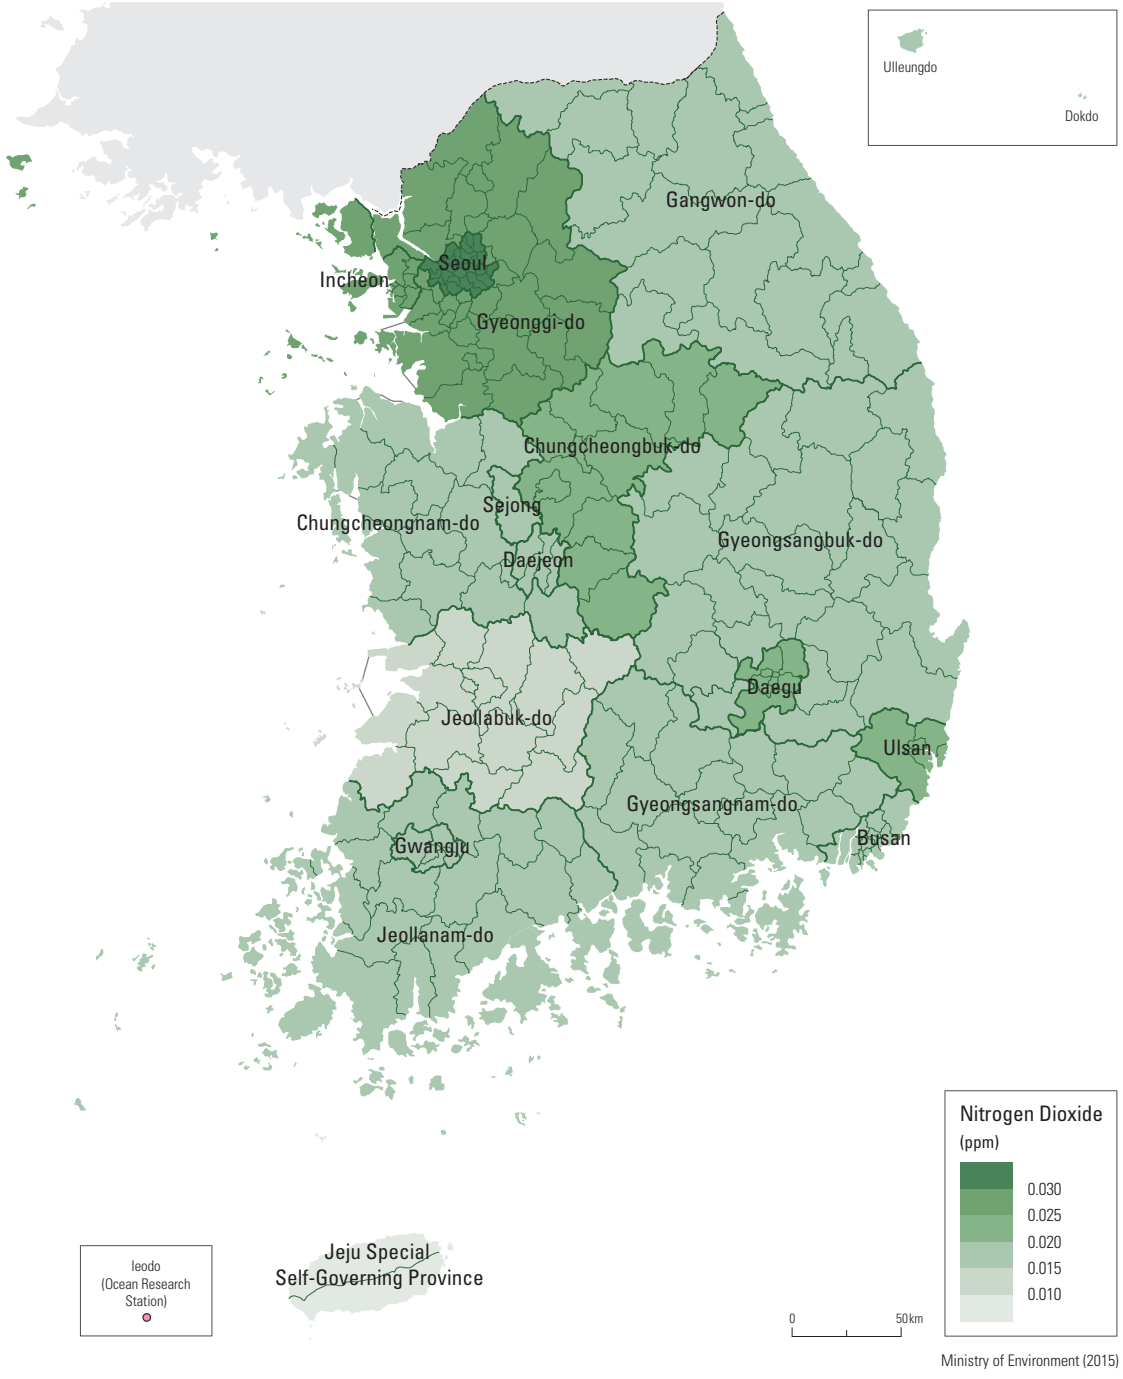 Ulleungdo
Dokdo
Gangwon-do
Seoul
Incheon
Gyeonggi-do
Chungcheongbuk-do
Sejong
Chungcheongnam-do
Gyeongsangbuk-do
Daejeon
Daegu
Jeollabuk-do
Ulsan
Gyeongsangnam-do
Busan
Gwangju
Jeollanam-do
Jeju Special
Self-Governing Province
Ieodo
(Ocean Research
Station)
0 50km
Nitrogen Dioxide
(ppm)
0.030
0.025
0.020
0.015
0.010
Ministry of Environment (2015)